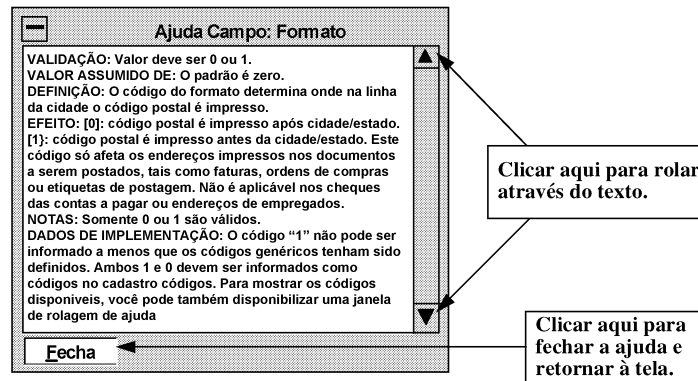 Ajuda Campo: Formato
VALIDAÇÃO: Valor deve ser 0 ou 1.
VALOR ASSUMIDO DE: O padrão é zero.
DEFINIÇÃO: O código do formato determina onde na linha
da cidade o código postal é impresso.
EFEITO: [0]: código postal é impresso após cidade/estado.
[1}: código postal é impresso antes da cidade/estado. Este
código só afeta os endereços impressos nos documentos
a serem postados, tais como faturas, ordens de compras
ou etiquetas de postagem. Não é aplicável nos cheques
das contas a pagar ou endereços de empregados.
NOTAS: Somente 0 ou 1 são válidos.
DADOS DE IMPLEMENTAÇÃO: O código “1” não pode ser
informado a menos que os códigos genéricos tenham sido
definidos. Ambos 1 e 0 devem ser informados como
códigos no cadastro códigos. Para mostrar os códigos
disponiveis, você pode também disponibilizar uma janela
de rolagem de ajuda
Fecha
Clicar aqui para rolar
através do texto.
Clicar aqui para
fechar a ajuda e
retornar à tela.